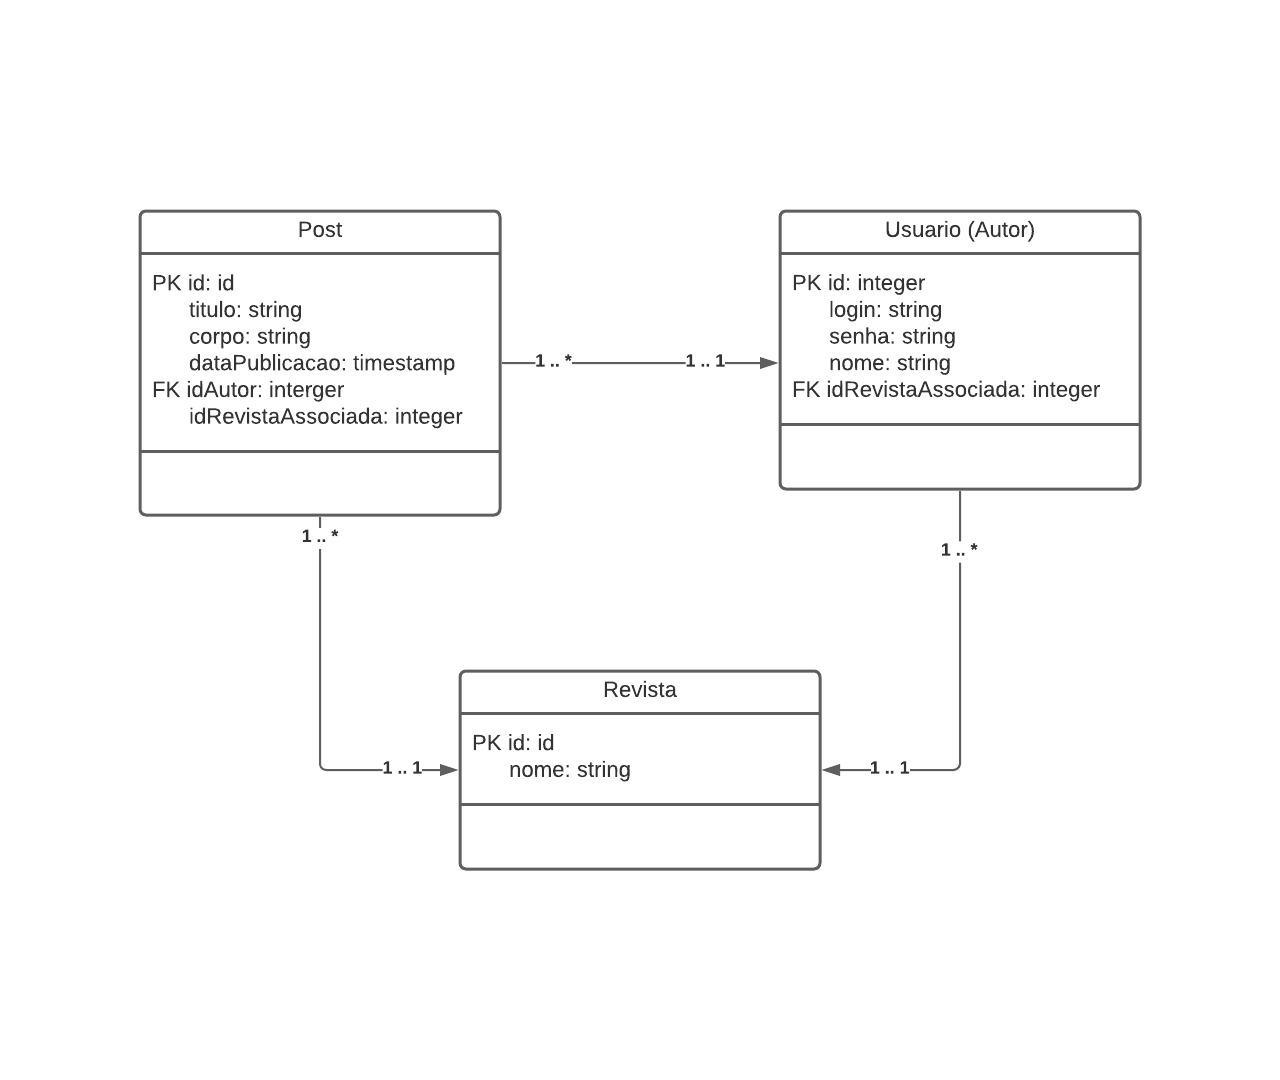 Post
PK id: id
titulo: string
corpo: string
dataPublicacao: timestamp
FK idAutor: interger
idRevistaAssociada: integer
Usuario (Autor)
PK id: integer
login: string
senha: string
nome: string
FK idRevistaAssociada: integer
1 .. *
1 .. 1
1 .. *
1 .. *
Revista
PK id: id
nome: string
1 .. 1
1 .. 1